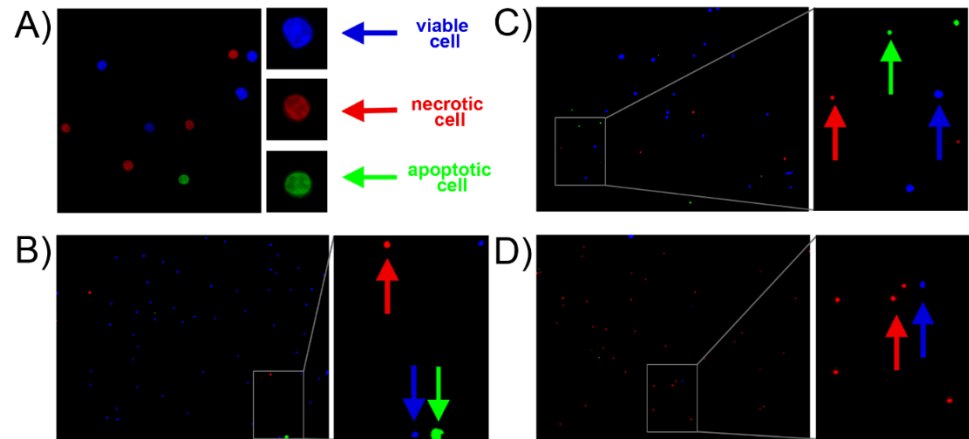 A)
viable
cell
necrotic
cell
apoptotic
cell
B)
C)
D)